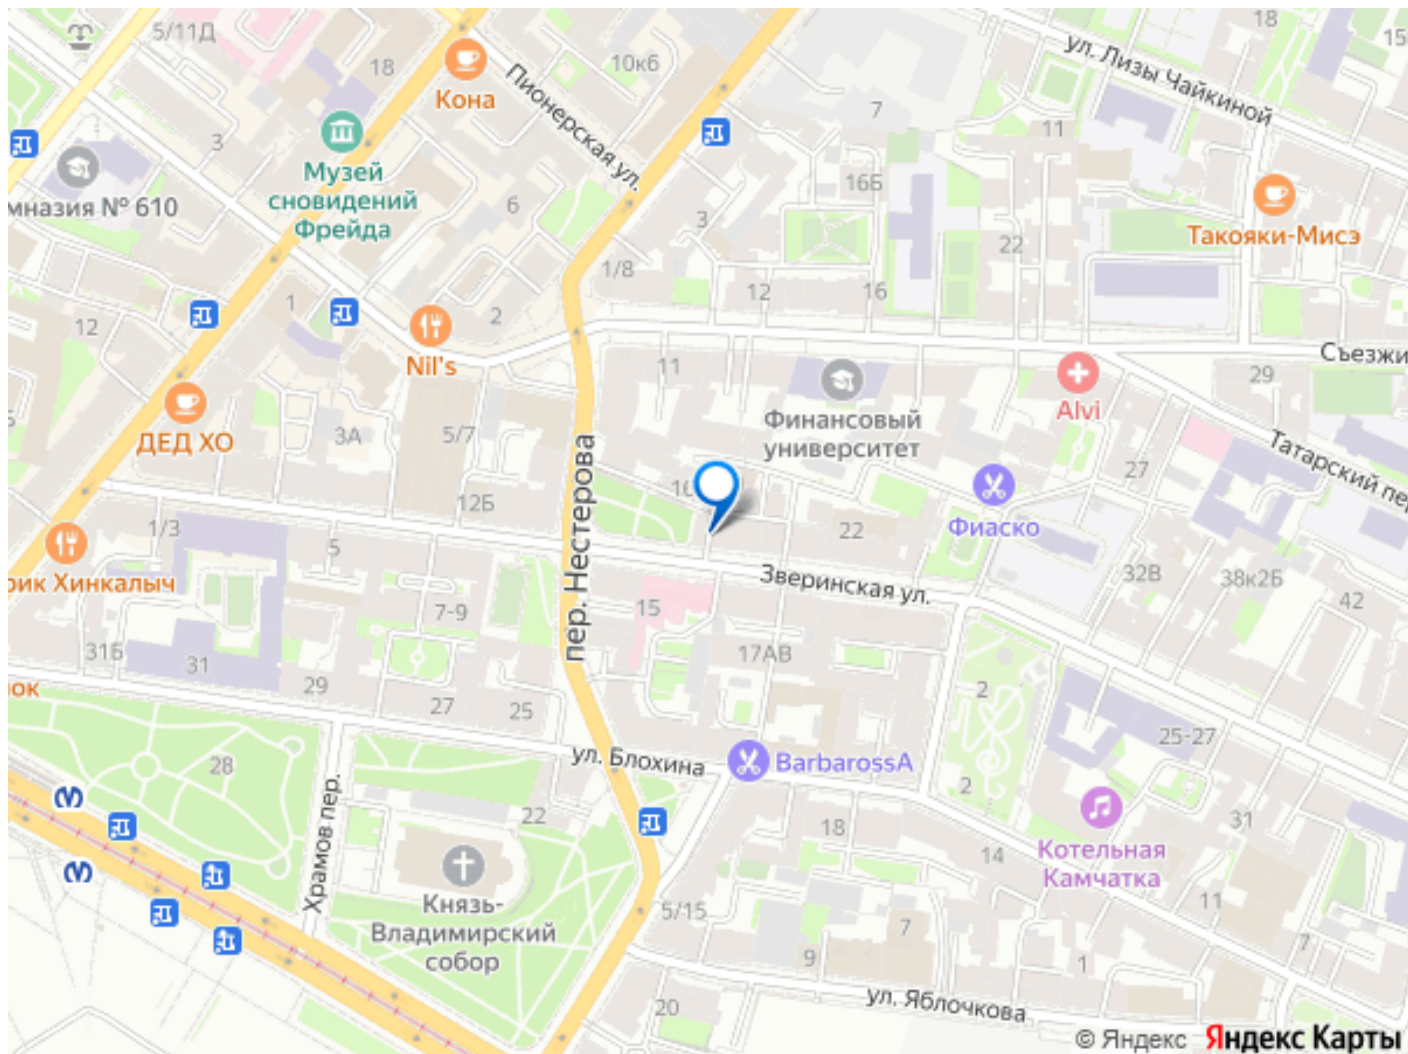 18
15
5/11Д
ул. Лизы Чайкиной
18
10к6
Кона
Пионерская ул.
7
11
3
Музей
сновидений
Фрейда
16Б
мназия № 610
6
3
Такояки-Мисэ
22
1/8
12
16
1
2
12
Nil's
11
Съезжи
29
Alvi
Финансовый
университет
ДЕД ХО
3А
5/7
Татарский пер
27
пер. Нестерова
16
12Б
Фиаско
22
1/3
5
рик Хинкалыч
Зверинская ул.
32В
38к2Б
42
7-9
15
31Б
31
17АВ
29
27
25
2
ок
25-27
ул. Блохина
BarbarossA
28
2
Храмов пер.
22
18
31
14
Котельная
Камчатка
Князь-
Владимирский
собор
5/15
11
7
7
9
1
20
ул. Яблочкова
© Яндекс Яндекс Карты